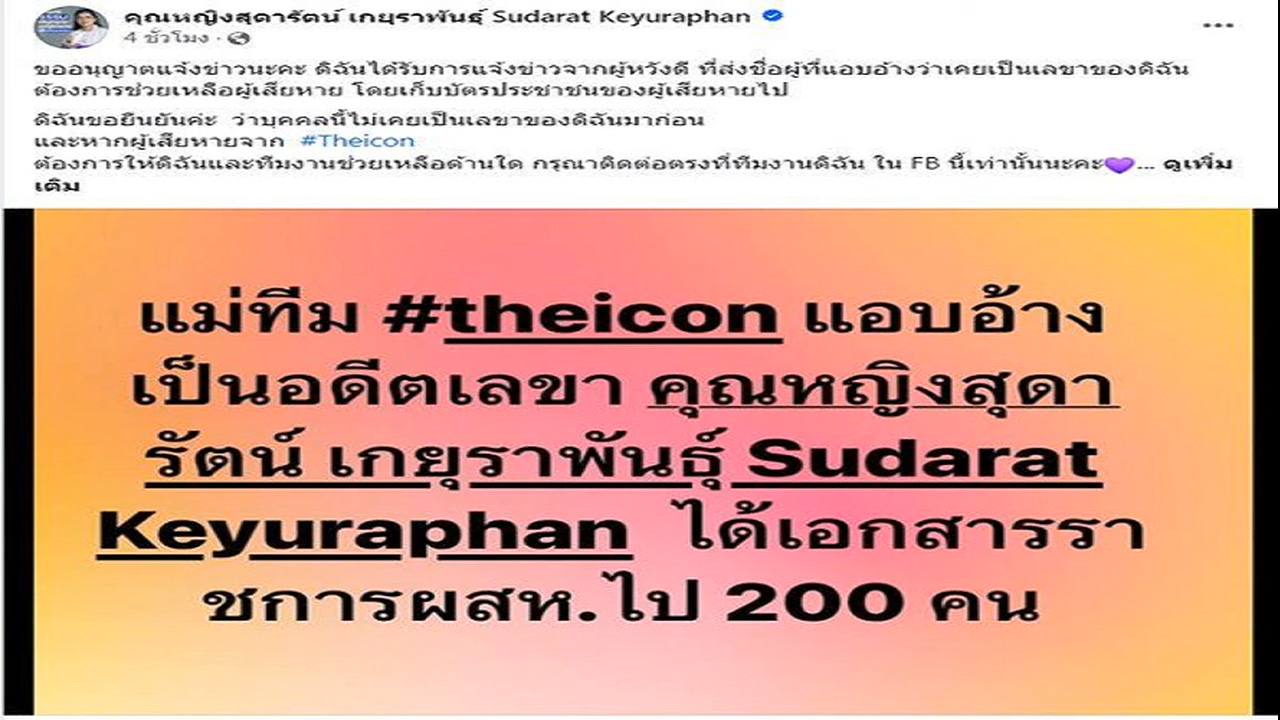 คุณหญิงสุดารัตน์ เกยุราพันธุ์ Sudarat Keyuraphan
4 ชั่วโมง ·
ขออนุญาตแจ้งข่าวนะคะ ดิฉันได้รับการแจ้งข่าวจากผู้หวังดี ที่ส่งชื่อผู้ที่แอบอ้างว่าเคยเป็นเลขาของดิฉัน
ต้องการช่วยเหลือผู้เสียหาย โดยเก็บบัตรประชาชนของผู้เสียหายไป
ดิฉันขอยืนยันค่ะ ว่าบุคคลนี้ไม่เคยเป็นเลขาของดิฉันมาก่อน
และหากผู้เสียหายจาก #Theicon
ต้องการให้ดิฉันและทีมงานช่วยเหลือด้านใด กรุณาติดต่อตรงที่ทีมงานดิฉัน ใน FB นี้เท่านั้นนะคะ💜... ดูเพิ่ม
เติม
แม่ทีม #theicon แอบอ้าง
เป็นอดีตเลขา คุณหญิงสุดา
รัตน์ เกยุราพันธุ์ Sudarat
Keyuraphan ได้เอกสารรา
ชการผสห.ไป 200 คน